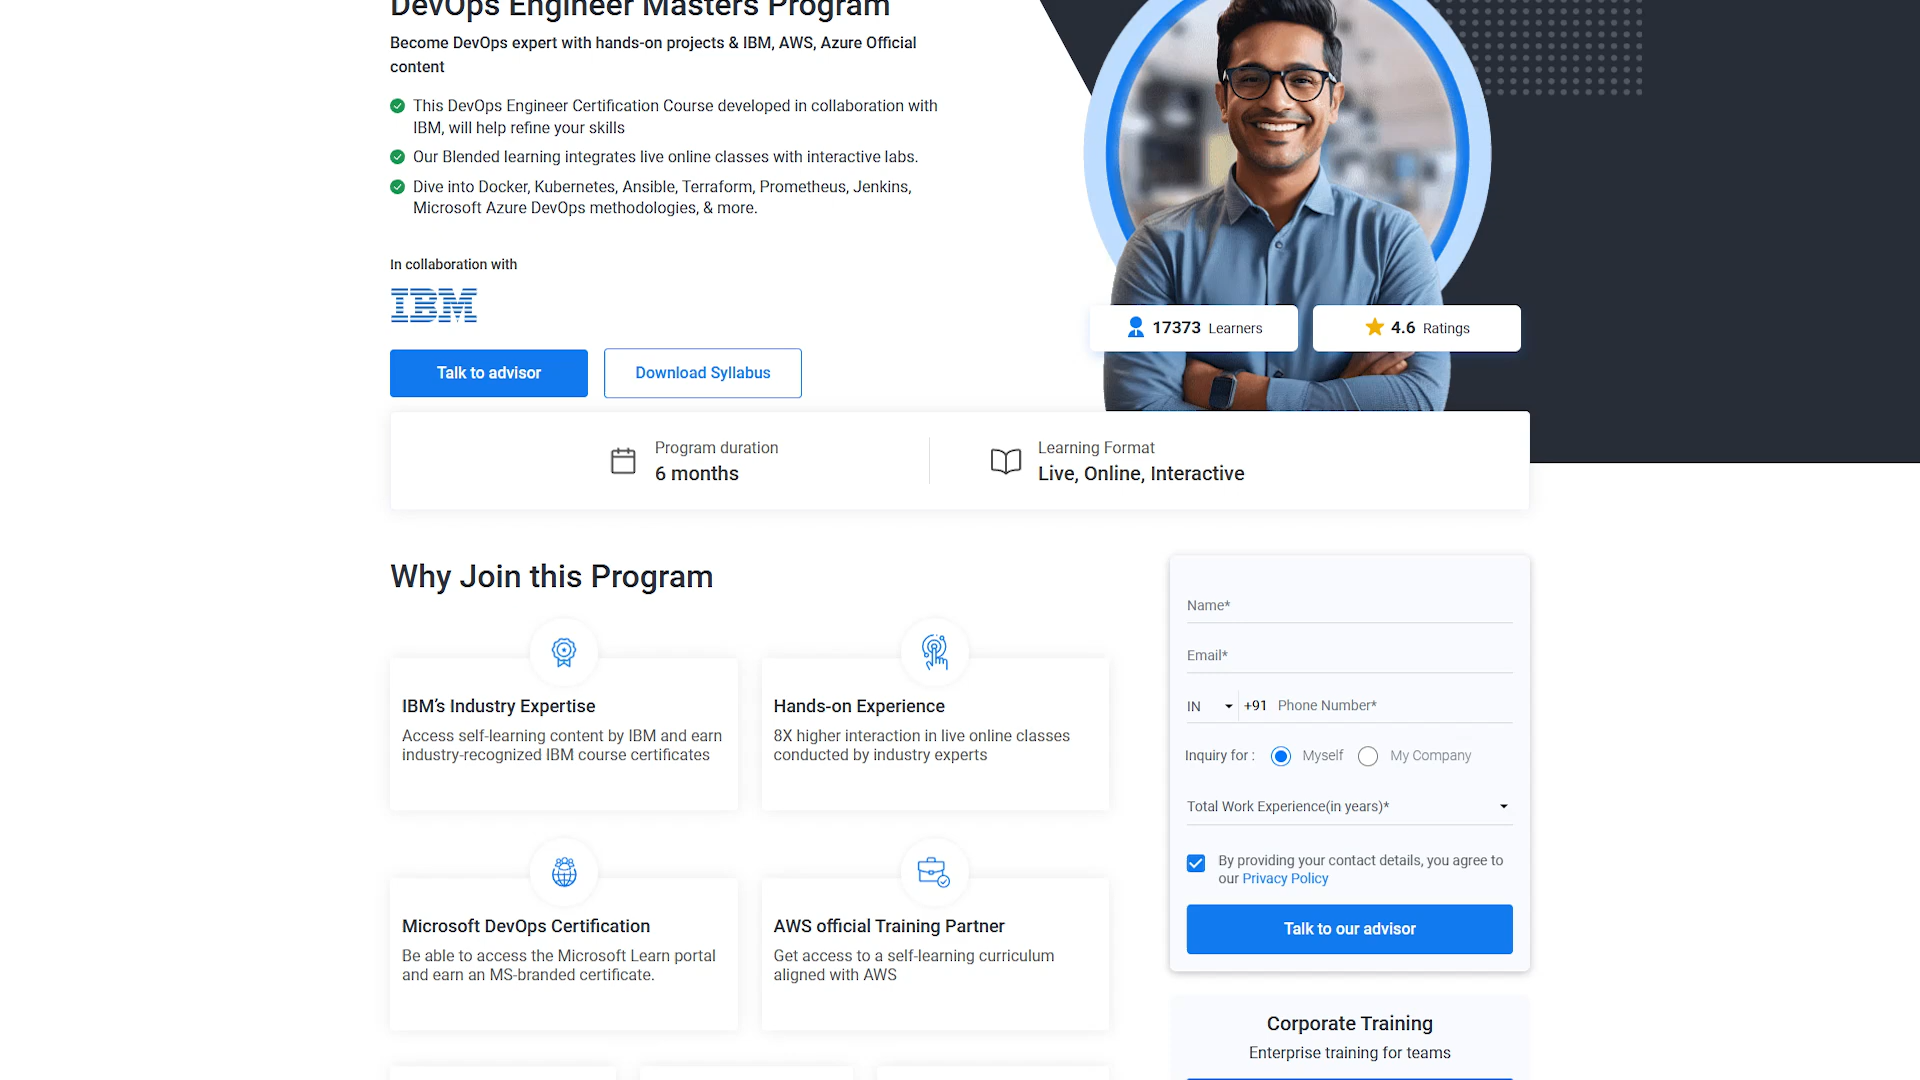 DevOps Engineer Masters Program
Become DevOps expert with hands-on projects & IBM, AWS, Azure Official
content
This DevOps Engineer Certification Course developed in collaboration with
IBM, will help refine your skills
Our Blended learning integrates live online classes with interactive labs.
Dive into Docker, Kubernetes, Ansible, Terraform, Prometheus, Jenkins,
Microsoft Azure DevOps methodologies, & more.
In collaboration with
IBM
Talk to advisor
Download Syllabus
17373 Learners
4.6 Ratings
Program duration
6 months
Learning Format
Live, Online, Interactive
Why Join this Program
IBM's Industry Expertise
Access self-learning content by IBM and earn
industry-recognized IBM course certificates
Hands-on Experience
8X higher interaction in live online classes
conducted by industry experts
Microsoft DevOps Certification
Be able to access the Microsoft Learn portal
and earn an MS-branded certificate.
AWS official Training Partner
Get access to a self-learning curriculum
aligned with AWS
Name*
Email*
IN +91 Phone Number*
Inquiry for : Myself My Company
Total Work Experience(in years)*
By providing your contact details, you agree to
our Privacy Policy
Talk to our advisor
Corporate Training
Enterprise training for teams